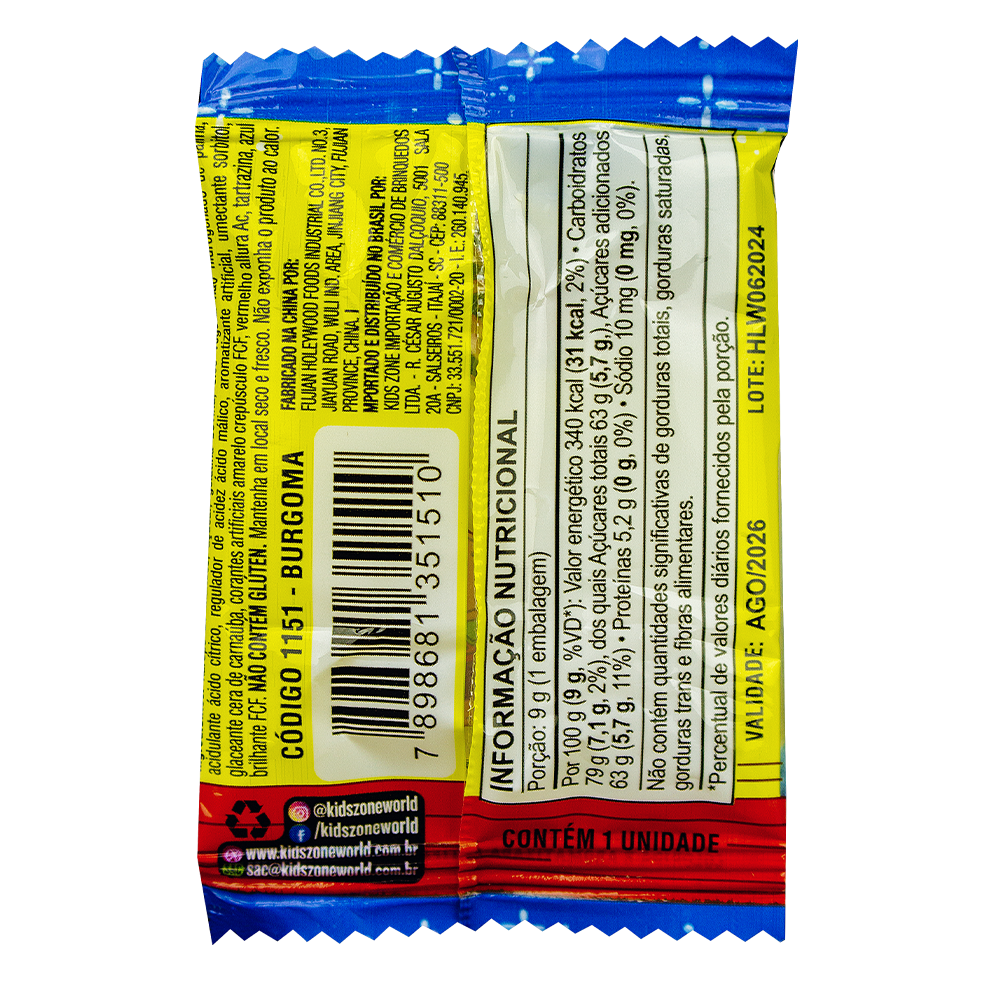 acidulante ácido cítrico, regulador de acidez ácido málico, aromatizante artificial, umectante sorbitol,
glaceante cera de carnaúba, corantes artificiais amarelo crepúsculo FCF, vermelho allura Ac, tartrazina, azul
brilhante FCF. NÃO CONTÉM GLÚTEN. Mantenha em local seco e fresco. Não exponha o produto ao calor.
CÓDIGO 1151 - BURGOMA
7 898681 351510
FABRICADO NA CHINA POR:
FUJIAN HOLEYWOOD FOODS INDUSTRIAL CO.,LTD. NO.3,
JIAYUAN ROAD, WULI IND. AREA, JINJIANG CITY, FUJIAN
PROVINCE, CHINA. I
IMPORTADO E DISTRIBUÍDO NO BRASIL POR:
KIDS ZONE IMPORTAÇÃO E COMÉRCIO DE BRINQUEDOS
LTDA. - R. CESAR AUGUSTO DALÇOQUIO, 5001 SALA
20A - SALSEIROS - ITAJAÍ - SC - CEP: 88311-500
CNPJ: 33.551.721/0002-20 - I.E: 260.140.945.
@kidszoneworld
/kidszoneworld
www.kidszoneworld.com.br
sac@kidszoneworld.com.br
INFORMAÇÃO NUTRICIONAL
Porção: 9 g (1 embalagem)
Por 100 g (9 g, %VD*): Valor energético 340 kcal (31 kcal, 2%) • Carboidratos
79 g (7,1 g, 2%), dos quais Açúcares totais 63 g (5,7 g,), Açúcares adicionados
63 g (5,7 g, 11%) • Proteínas 5,2 g (0 g, 0%) • Sódio 10 mg (0 mg, 0%).
Não contém quantidades significativas de gorduras totais, gorduras saturadas,
gorduras trans e fibras alimentares.
*Percentual de valores diários fornecidos pela porção.
VALIDADE: AGO/2026
LOTE: HLW062024
CONTÉM 1 UNIDADE